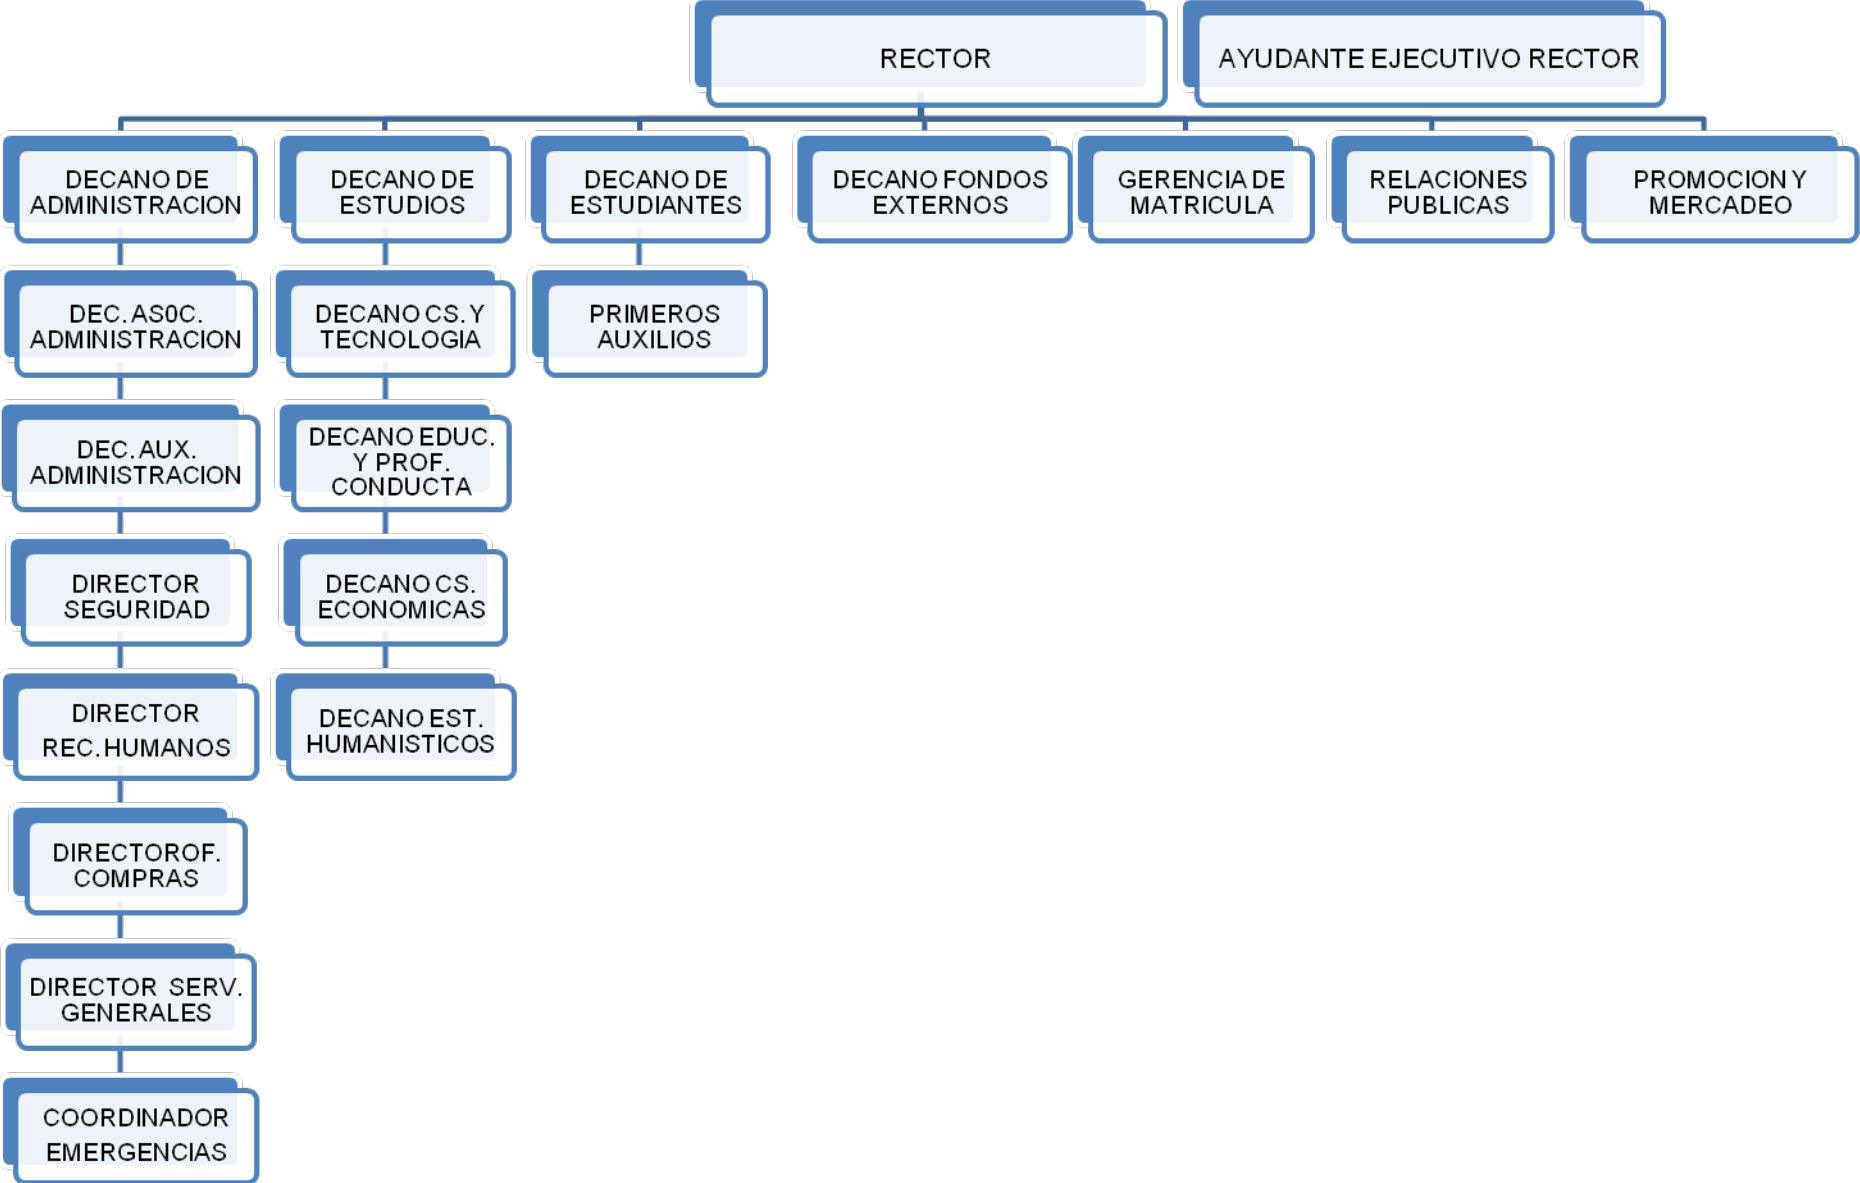 RECTOR
AYUDANTE EJECUTIVO RECTOR
DECANO DE
ADMINISTRACION
DECANO DE
ESTUDIOS
DECANO DE
ESTUDIANTES
DECANO FONDOS
EXTERNOS
GERENCIA DE
MATRICULA
RELACIONES
PUBLICAS
PROMOCION Y
MERCADEO
DEC. AS0C.
ADMINISTRACION
DECANO CS. Y
TECNOLOGIA
PRIMEROS
AUXILIOS
DEC. AUX.
ADMINISTRACION
DECANO EDUC.
Y PROF.
CONDUCTA
DIRECTOR
SEGURIDAD
DECANO CS.
ECONOMICAS
DIRECTOR
REC. HUMANOS
DECANO EST.
HUMANISTICOS
DIRECTOR OF.
COMPRAS
DIRECTOR  SERV.
GENERALES
COORDINADOR
EMERGENCIAS